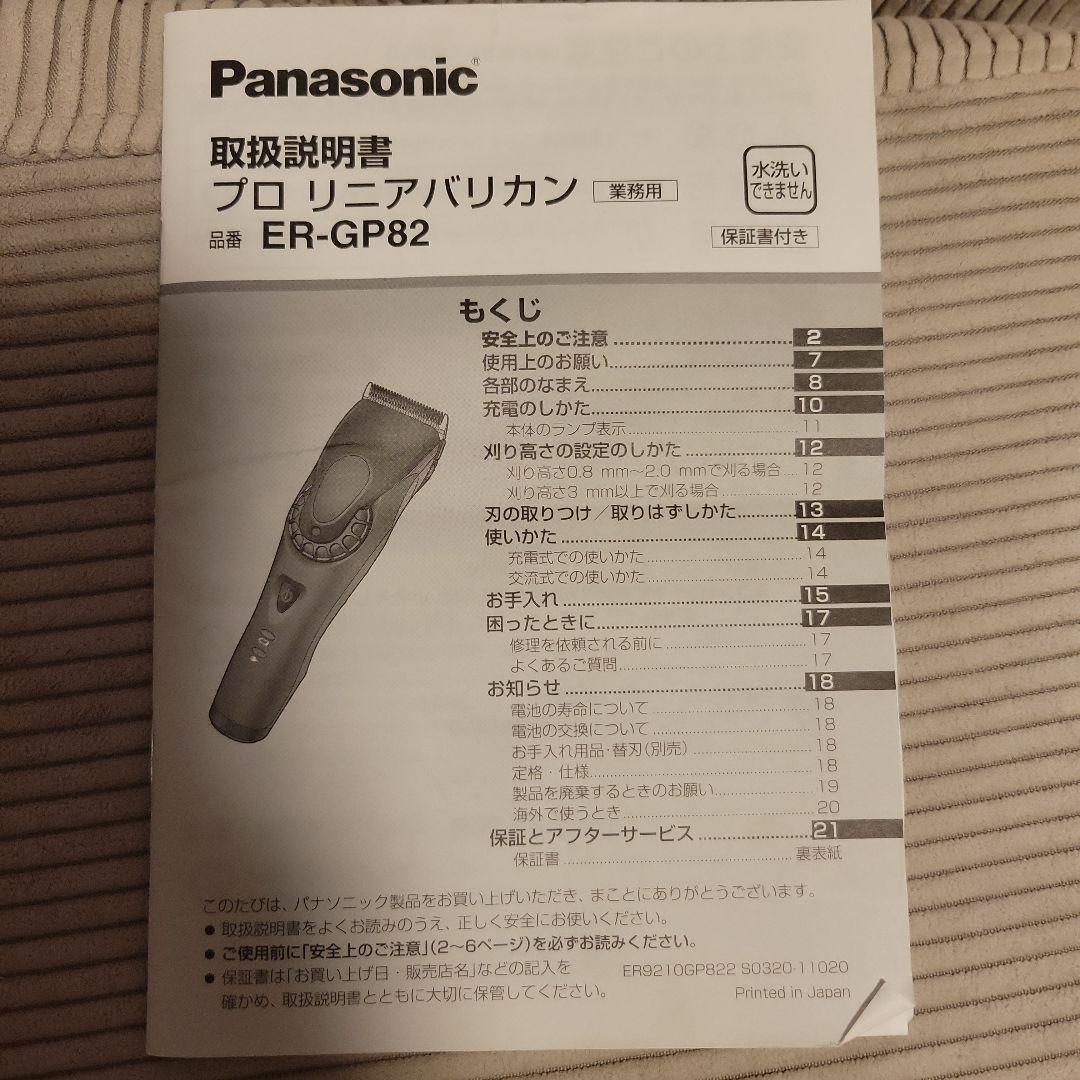 Panasonic®
取扱説明書
プロ リニアバリカン 業務用
品番 ER-GP82
水洗い
できません
保証書付き
もくじ
安全上のご注意 2
使用上のお願い 7
各部のなまえ 8
充電のしかた 10
本体のランプ表示 11
刈り高さの設定のしかた 12
刈り高さ0.8 mm～2.0 mmで刈る場合 12
刈り高さ3 mm以上で刈る場合 12
刃の取りつけ／取りはずしかた 13
使いかた 14
充電式での使いかた 14
交流式での使いかた 14
お手入れ 15
困ったときに 17
修理を依頼される前に 17
よくあるご質問 17
お知らせ 18
電池の寿命について 18
電池の交換について 18
お手入れ用品・替刃(別売) 18
定格・仕様 18
製品を廃棄するときのお願い 19
海外で使うとき 20
保証とアフターサービス 21
保証書 裏表紙
このたびは、パナソニック製品をお買い上げいただき、まことにありがとうございます。
● 取扱説明書をよくお読みのうえ、正しく安全にお使いください。
● ご使用前に「安全上のご注意」(2～6ページ)を必ずお読みください。
● 保証書は「お買い上げ日・販売店名」などの記入を
確かめ、取扱説明書とともに大切に保管してください。
ER9210GP822 S0320-11020
Printed in Japan